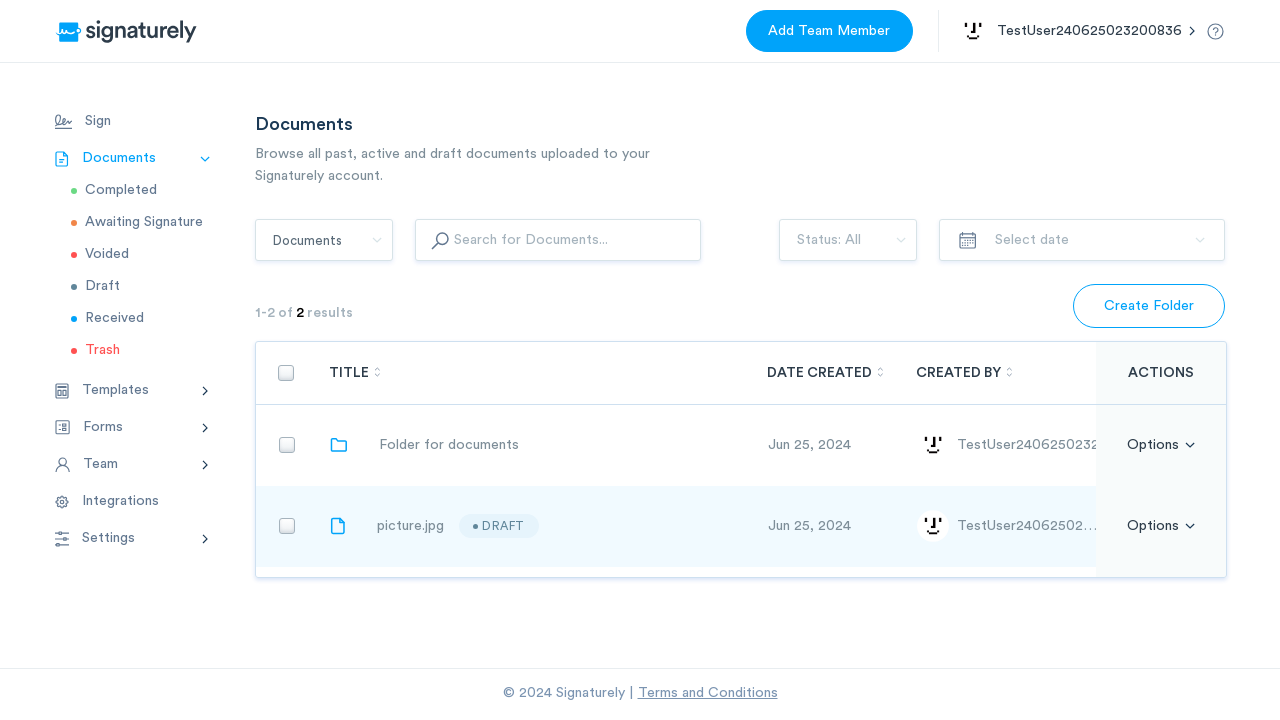 signaturely
Add Team Member
TestUser240625023200836
Sign
Documents
Completed
Awaiting Signature
Voided
Draft
Received
Trash
Templates
Forms
Team
Integrations
Settings
Documents
Browse all past, active and draft documents uploaded to your
Signaturely account.
Documents
Search for Documents...
Status: All
Select date
1-2 of 2 results
Create Folder
TITLE DATE CREATED CREATED BY ACTIONS
Folder for documents Jun 25, 2024 TestUser2406250232 Options
picture.jpg DRAFT Jun 25, 2024 TestUser24062502... Options
© 2024 Signaturely | Terms and Conditions